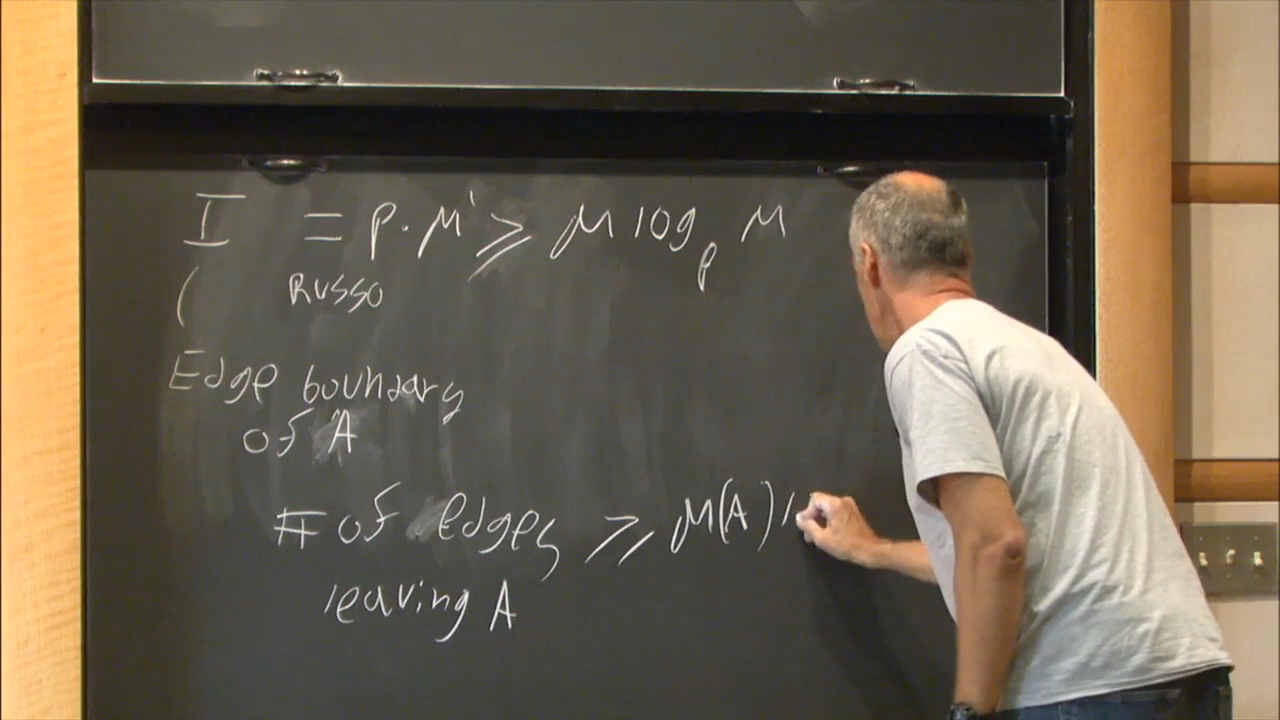 I = p · μ' ≥ μ log_p μ
( RUSSO
Edge boundary
of A
# of edges ≥ μ(A) l
leaving A